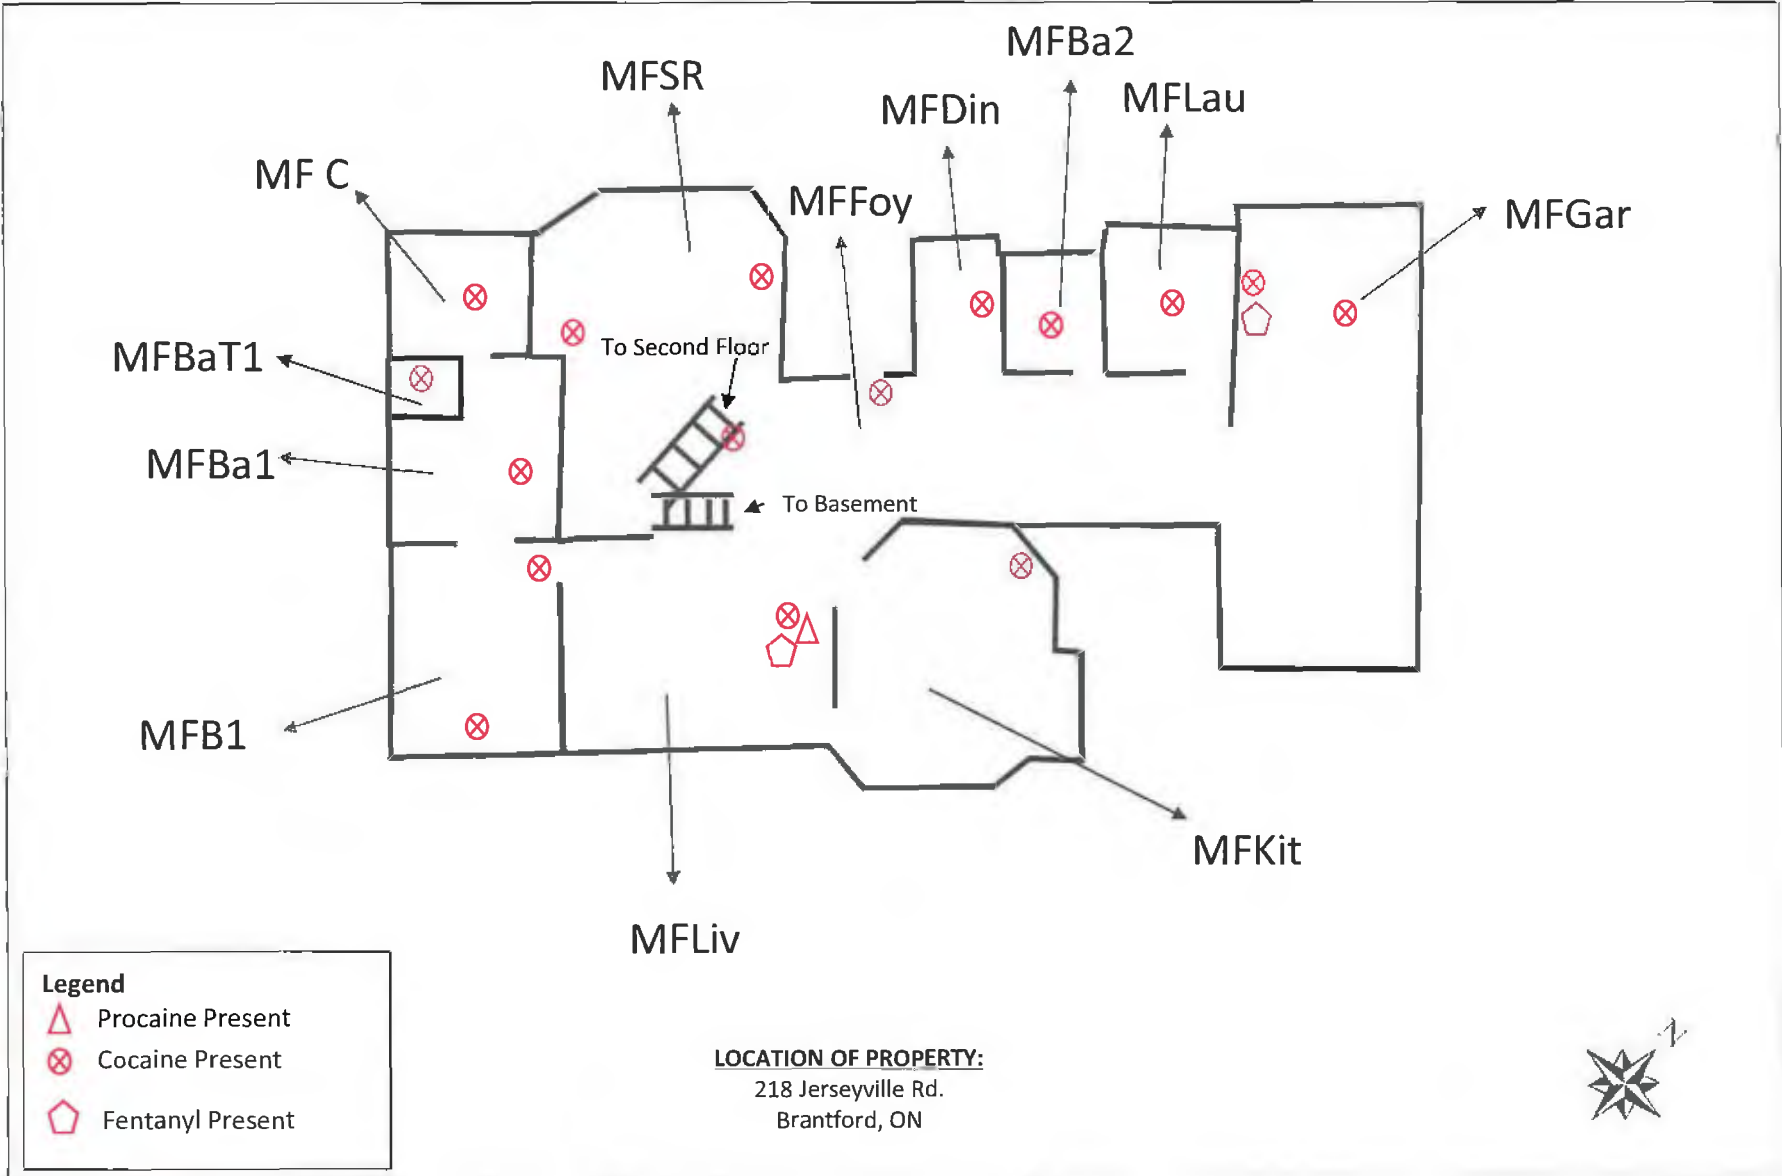 MFBa2
MFSR
MFDin
MFLau
MF C
MFFoy
MFGar
To Second Floor
MFBaT1
MFBa1
To Basement
MFB1
MFKit
MFLiv
Legend
Procaine Present
Cocaine Present
Fentanyl Present
LOCATION OF PROPERTY:
218 Jerseyville Rd.
Brantford, ON
N